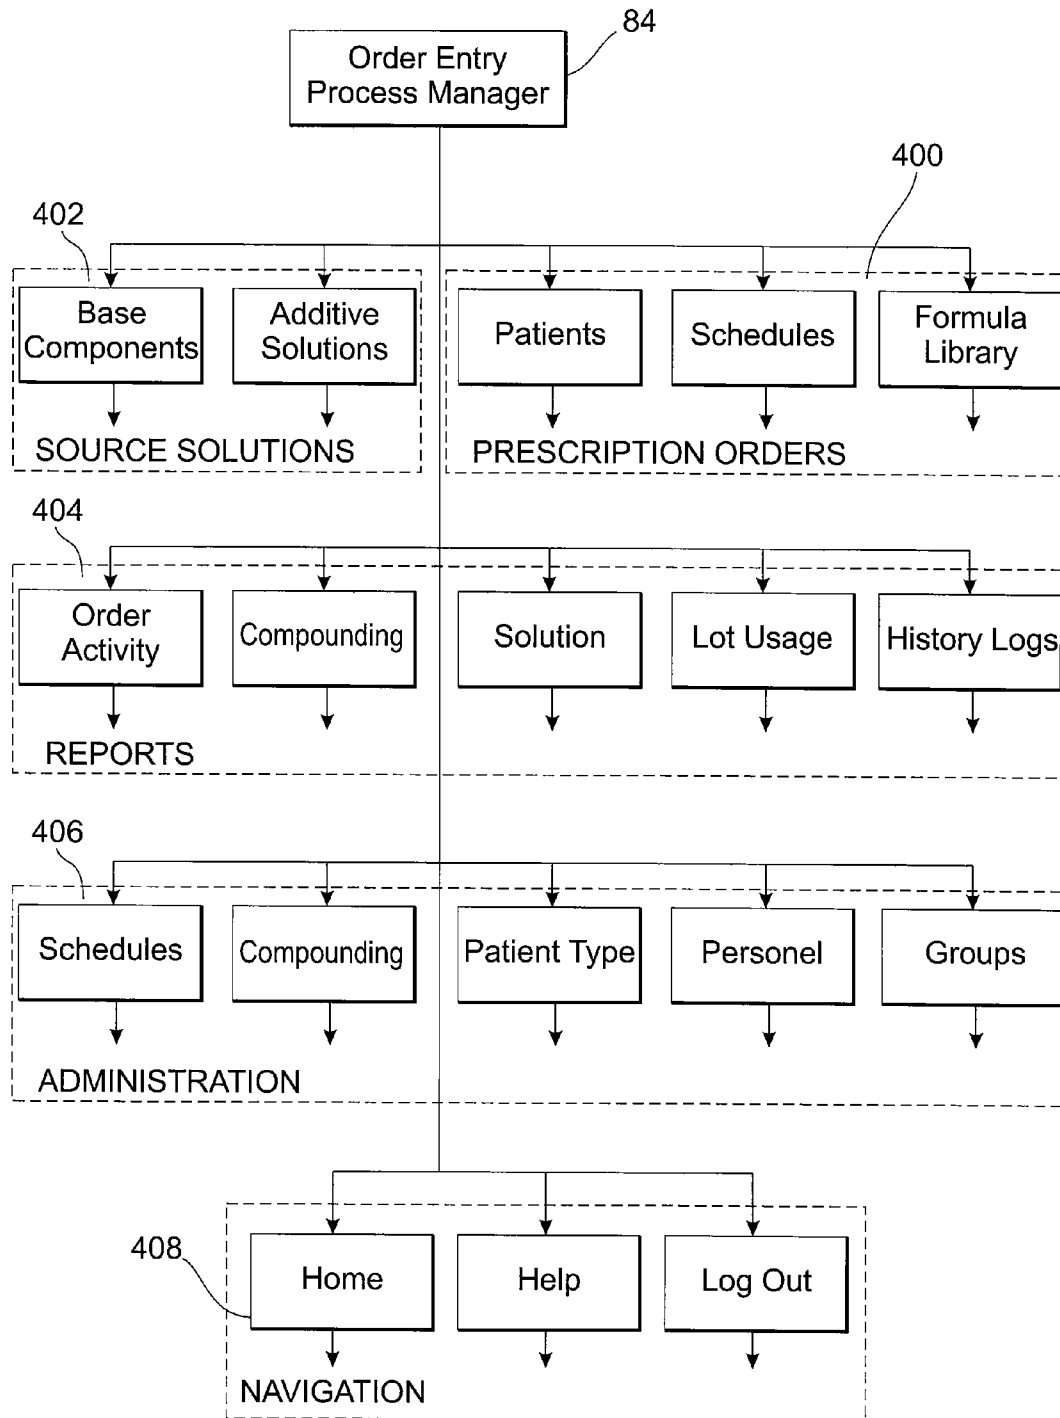 84
Order Entry
Process Manager
400
402
Base
Components
Additive
Solutions
Patients
Schedules
Formula
Library
SOURCE SOLUTIONS
PRESCRIPTION ORDERS
404
Order
Activity
Compounding
Solution
Lot Usage
History Logs
REPORTS
406
Schedules
Compounding
Patient Type
Personel
Groups
ADMINISTRATION
408
Home
Help
Log Out
NAVIGATION